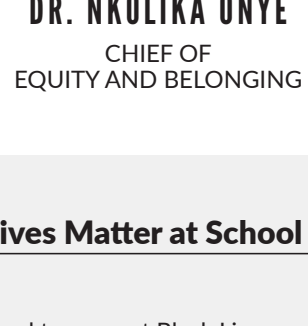 DR. NKULIKA UNYE
CHIEF OF
EQUITY AND BELONGING
ives Matter at School